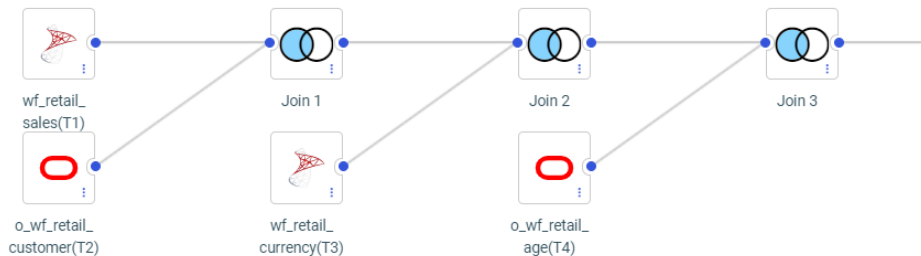 wf_retail_
sales(T1)
Join 1
Join 2
Join 3
o_wf_retail_
customer(T2)
wf_retail_
currency(T3)
o_wf_retail_
age(T4)